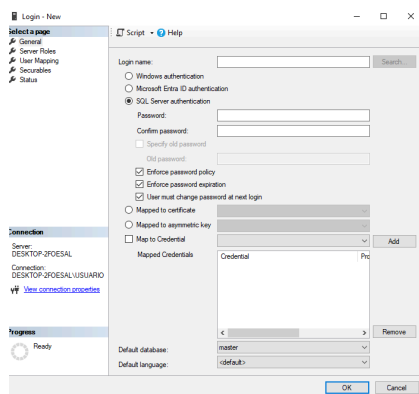 Login - New
Select a page
General
Server Roles
User Mapping
Securables
Status
Script Help
Login name:
Search...
Windows authentication
Microsoft Entra ID authentication
SQL Server authentication
Password:
Confirm password:
Specify old password
Old password:
Enforce password policy
Enforce password expiration
User must change password at next login
Mapped to certificate
Mapped to asymmetric key
Map to Credential
Add
Mapped Credentials
Credential
Pro
Remove
Default database:
master
Default language:
<default>
Connection
Server:
DESKTOP-2FOESAL
Connection:
DESKTOP-2FOESAL\USUARIO
View connection properties
Progress
Ready
OK
Cancel